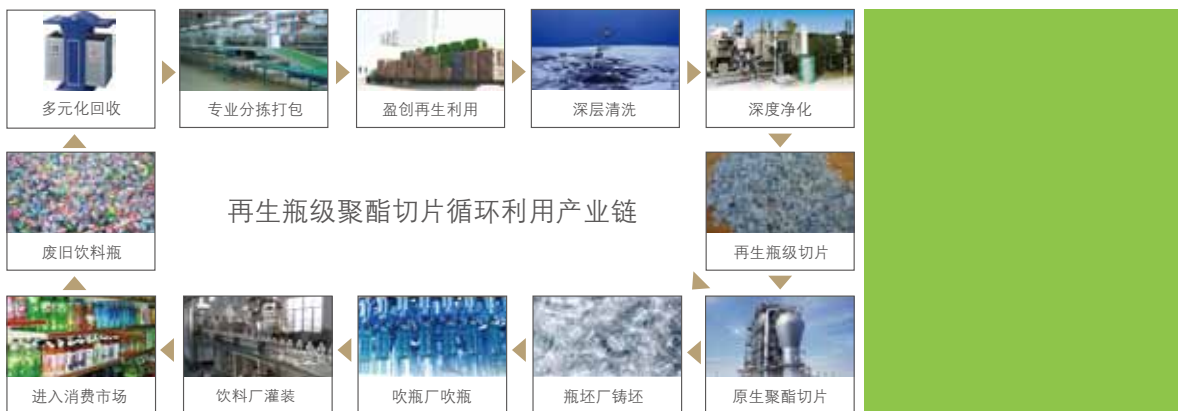 多元化回收
专业分拣打包
盈创再生利用
深层清洗
深度净化
废旧饮料瓶
再生瓶级聚酯切片循环利用产业链
再生瓶级切片
进入消费市场
饮料厂灌装
吹瓶厂吹瓶
瓶坯厂铸坯
原生聚酯切片